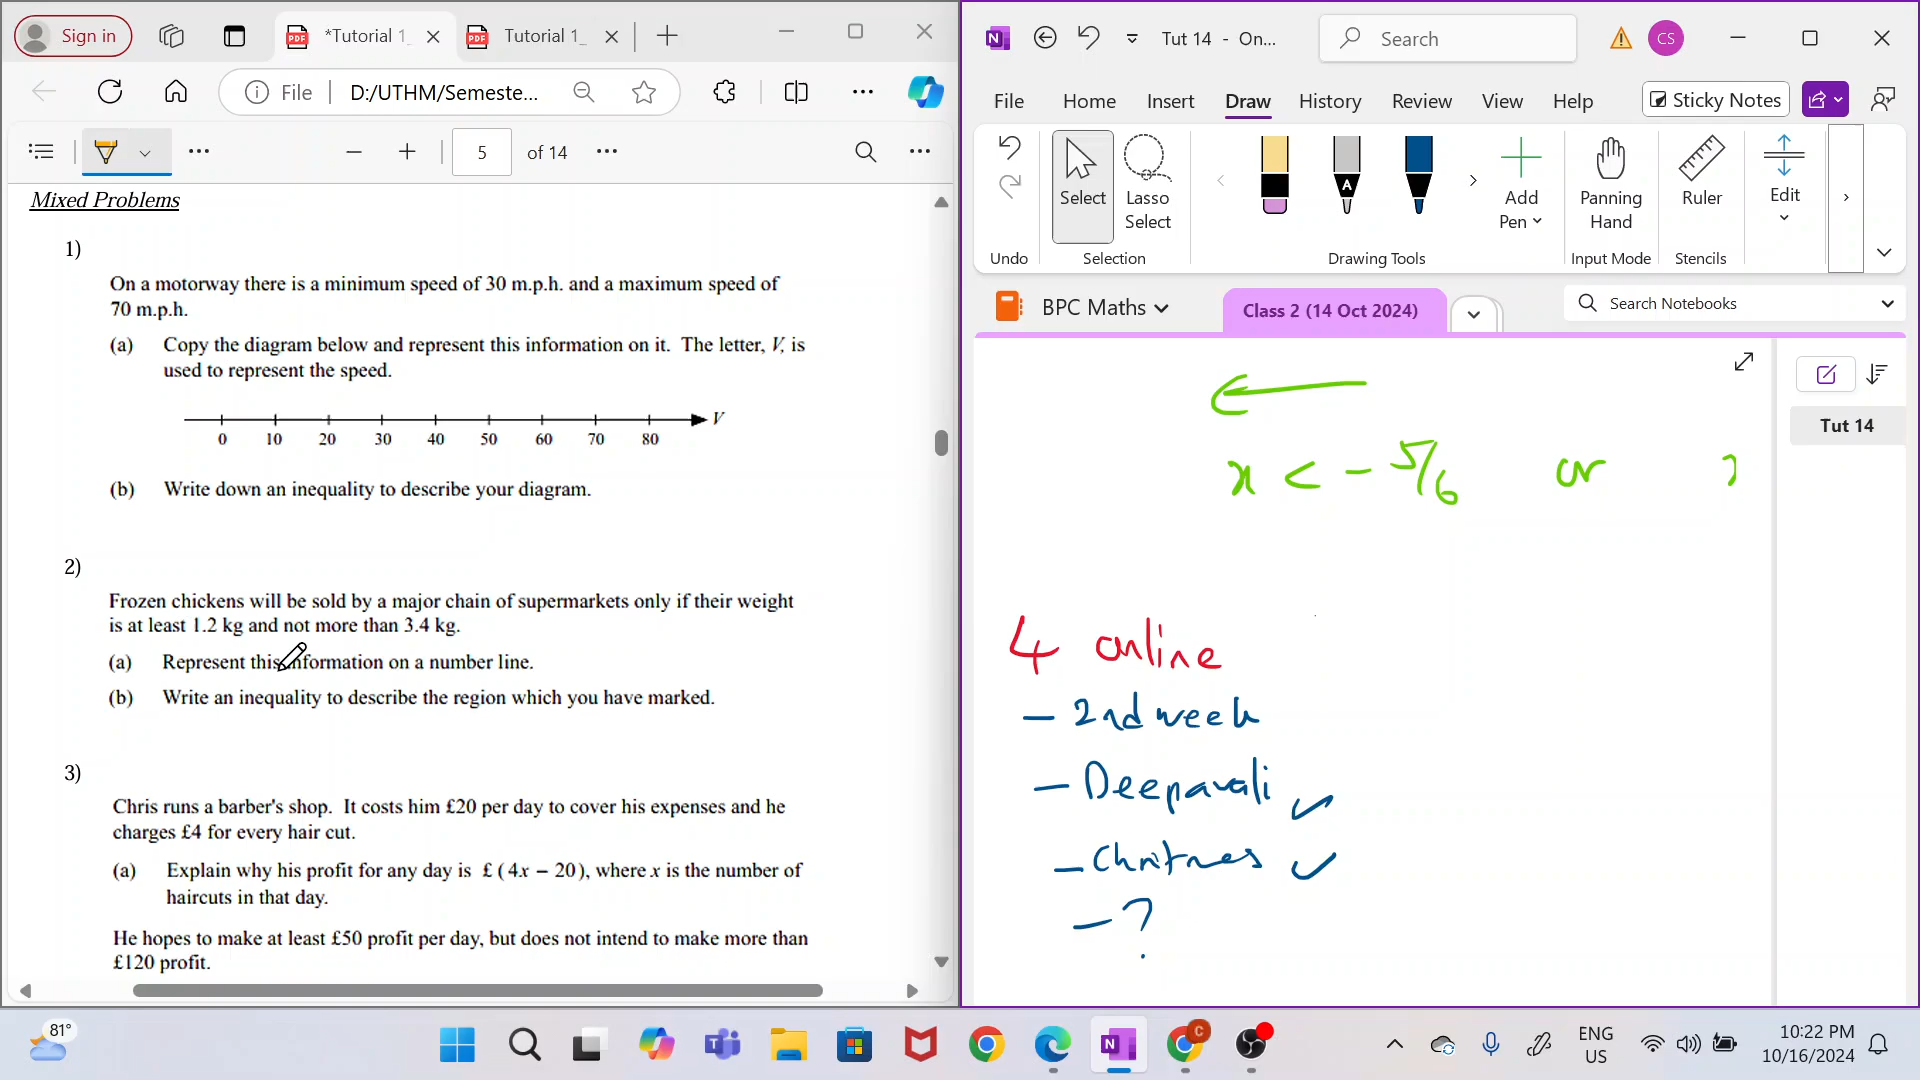 Sign in
*Tutorial 1_
Tutorial 1_
Tut 14 - On...
Search
CS
File
D:/UTHM/Semeste...
File Home Insert Draw History Review View Help
Sticky Notes
5 of 14
Select
Lasso
Select
A
Add
Pen
Panning
Hand
Ruler
Edit
Undo
Selection
Drawing Tools
Input Mode
Stencils
BPC Maths
Class 2 (14 Oct 2024)
Search Notebooks
Tut 14
Mixed Problems
1)
On a motorway there is a minimum speed of 30 m.p.h. and a maximum speed of
70 m.p.h.
(a) Copy the diagram below and represent this information on it. The letter, V, is
used to represent the speed.
V
0 10 20 30 40 50 60 70 80
(b) Write down an inequality to describe your diagram.
2)
Frozen chickens will be sold by a major chain of supermarkets only if their weight
is at least 1.2 kg and not more than 3.4 kg.
(a) Represent this information on a number line.
(b) Write an inequality to describe the region which you have marked.
3)
Chris runs a barber's shop. It costs him £20 per day to cover his expenses and he
charges £4 for every hair cut.
(a) Explain why his profit for any day is £ ( 4x − 20 ), where x is the number of
haircuts in that day.
He hopes to make at least £50 profit per day, but does not intend to make more than
£120 profit.
x < - 5/6 or
4 online
- 2nd week
- Deepavali ✓
- Chritmes ✓
- ?
81°
ENG
US
10:22 PM
10/16/2024